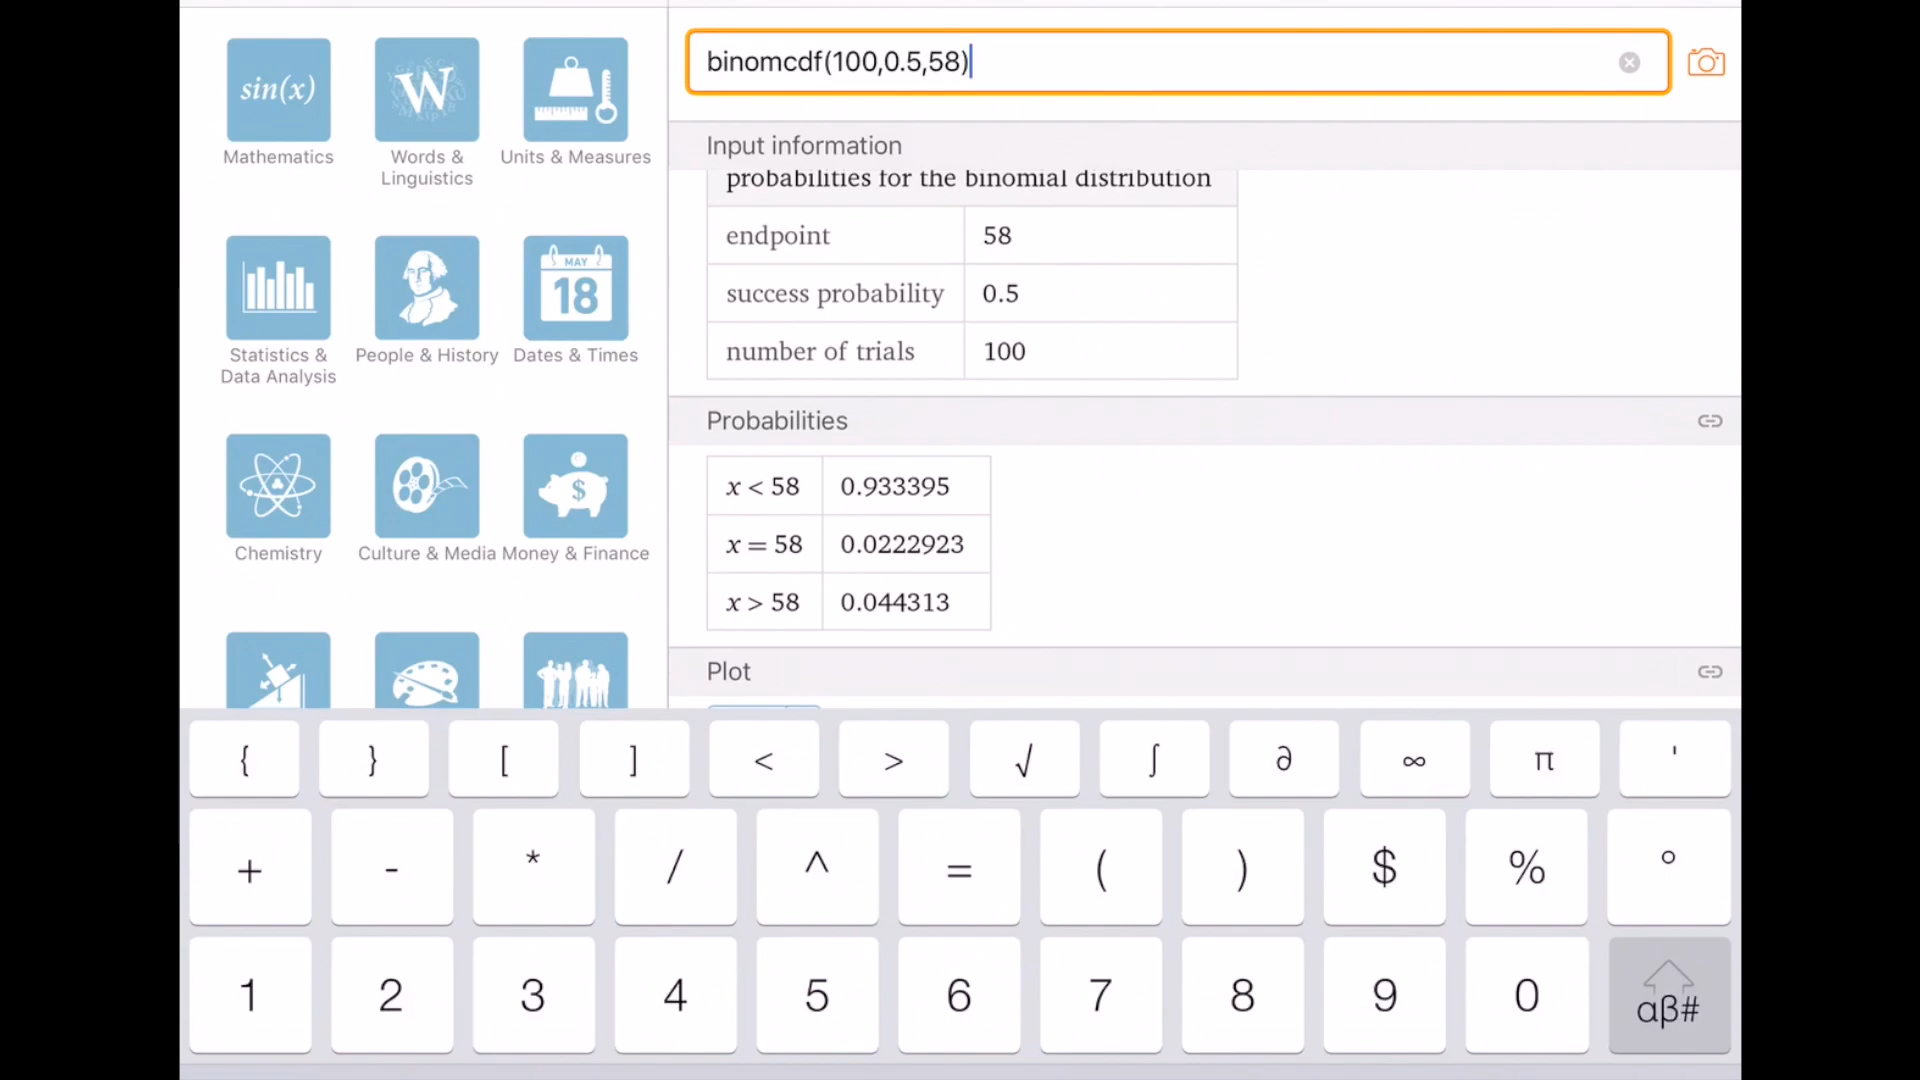 binomcdf(100,0.5,58)
sin(x)
W
Mathematics
Words &
Linguistics
Units & Measures
MAY
18
Statistics &
Data Analysis
People & History
Dates & Times
$
Chemistry
Culture & Media
Money & Finance
Input information
probabilities for the binomial distribution
endpoint 58
success probability 0.5
number of trials 100
Probabilities
x < 58 0.933395
x = 58 0.0222923
x > 58 0.044313
Plot
{ } [ ] < > √ ∫ ∂ ∞ π '
+ - * / ^ = ( ) $ % °
1 2 3 4 5 6 7 8 9 0 αβ#